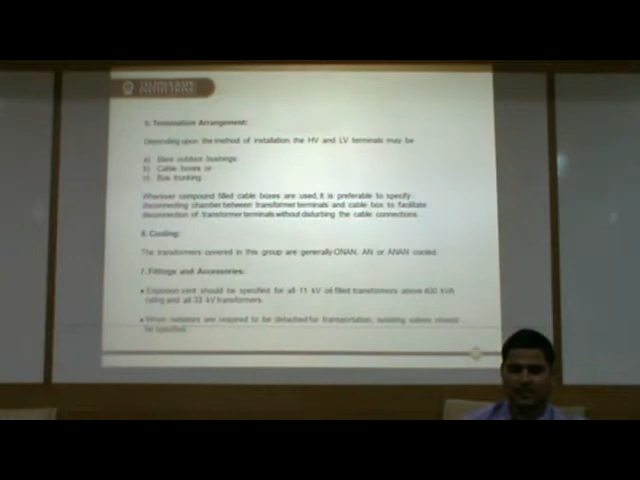 INSTITUTIONS
5. Termination Arrangement:
Depending upon the method of installation, the HV and LV terminals may be
a) Bare outdoor bushings
b) Cable boxes or
c) Bus trunking.
Wherever compound filled cable boxes are used, it is preferable to specify
disconnecting chamber between transformer terminals and cable box to facilitate
disconnection of transformer terminals without disturbing the cable connections.
6. Cooling:
The transformers covered in this group are generally ONAN, AN or ANAN cooled.
7. Fittings and Accessories:
• Explosion vent should be specified for all 11 kV oil filled transformers above 400 kVA
rating and all 33 kV transformers.
• When radiators are required to be detached for transportation, isolating valves should
be specified.